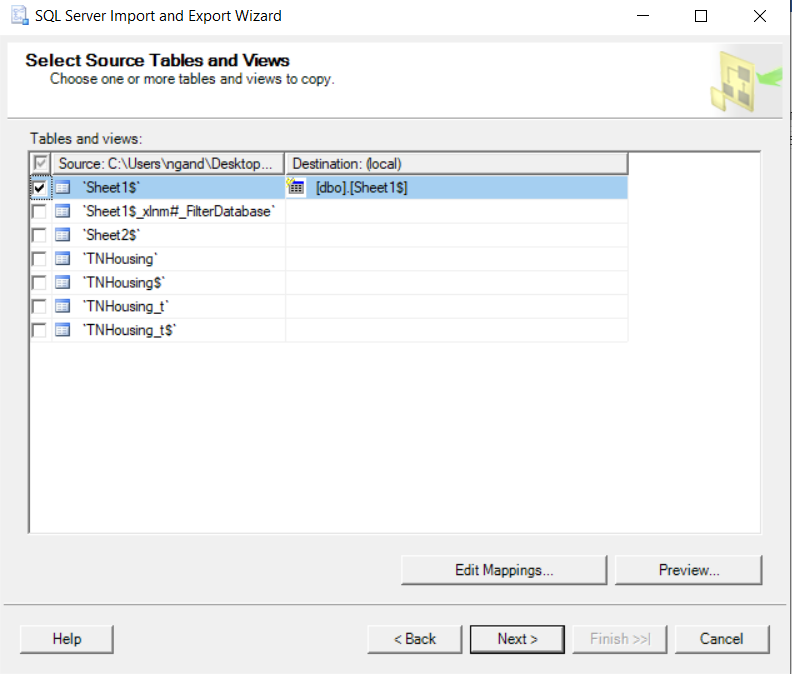 SQL Server Import and Export Wizard
Select Source Tables and Views
Choose one or more tables and views to copy.
Tables and views:
Source: C:\Users\ngand\Desktop... Destination: (local)
`Sheet1$` [dbo].[Sheet1$]
`Sheet1$_xlnm#_FilterDatabase`
`Sheet2$`
`TNHousing`
`TNHousing$`
`TNHousing_t`
`TNHousing_t$`
Edit Mappings... Preview...
Help < Back Next > Finish >>| Cancel